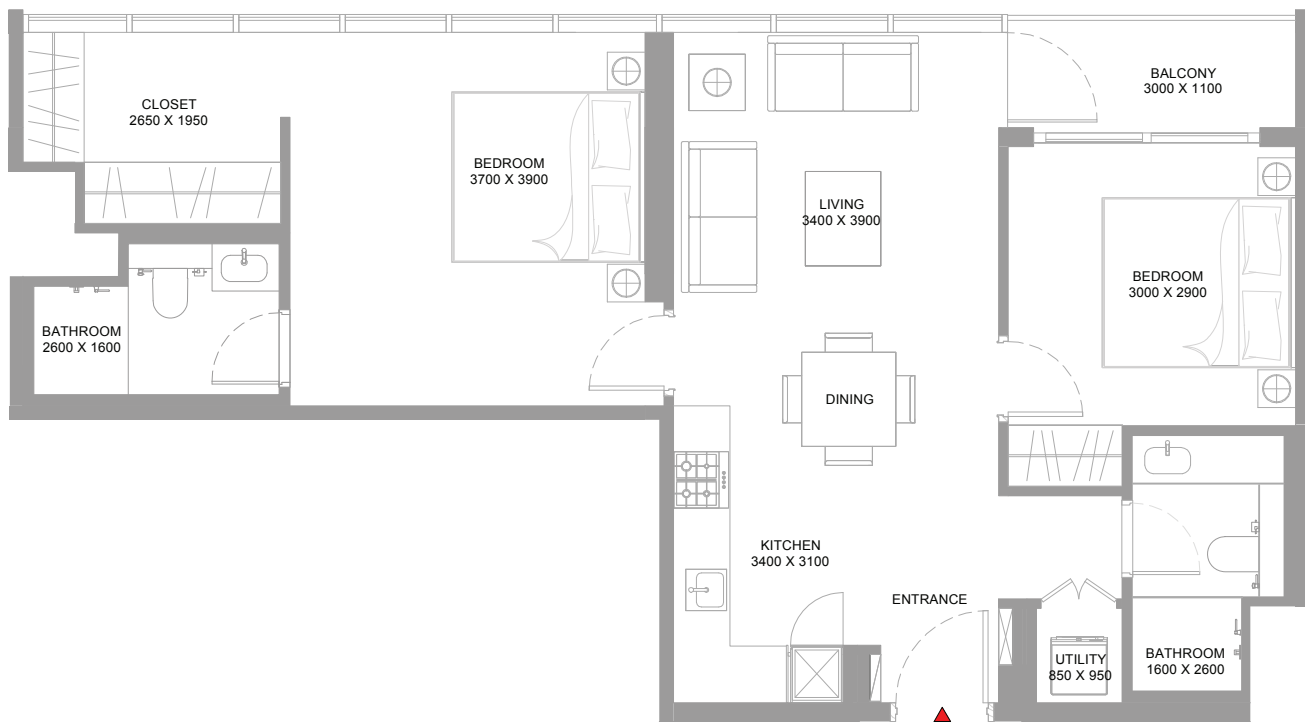 CLOSET
2650 X 1950
BEDROOM
3700 X 3900
LIVING
3400 X 3900
BALCONY
3000 X 1100
BEDROOM
3000 X 2900
BATHROOM
2600 X 1600
DINING
KITCHEN
3400 X 3100
ENTRANCE
UTILITY
850 X 950
BATHROOM
1600 X 2600